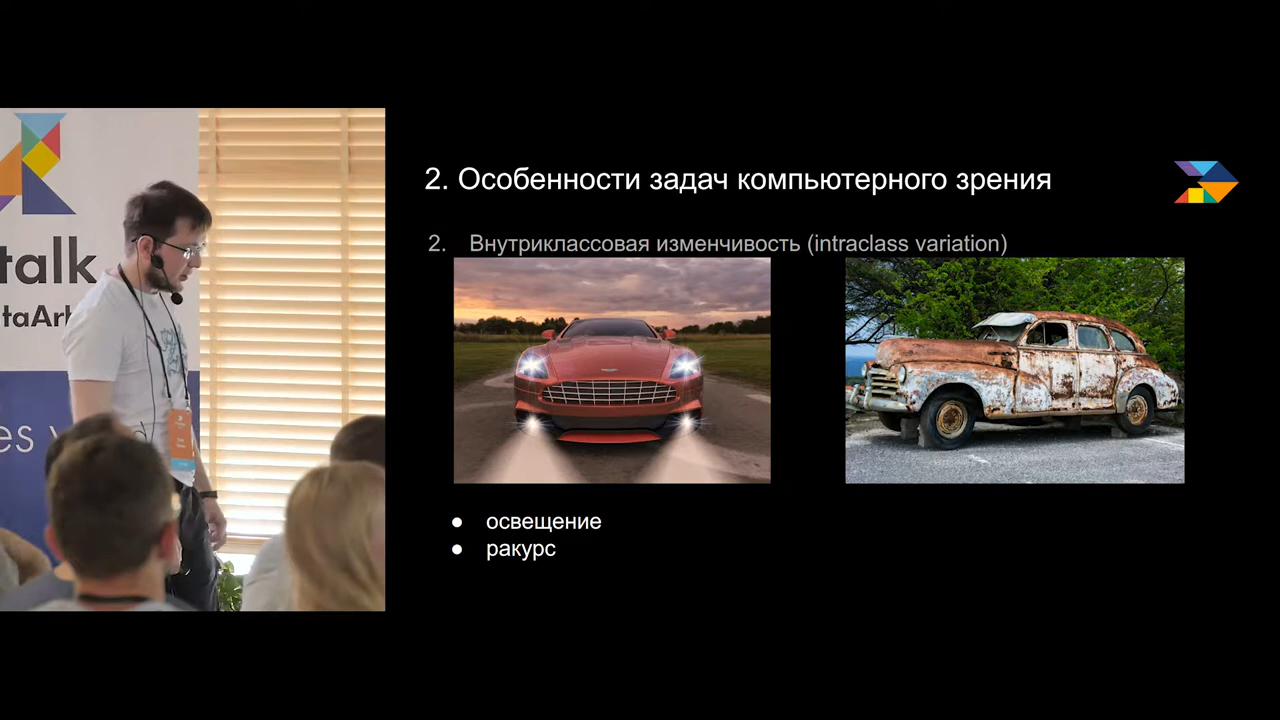 talk
2. Особенности задач компьютерного зрения
2. Внутриклассовая изменчивость (intraclass variation)
● освещение
● ракурс